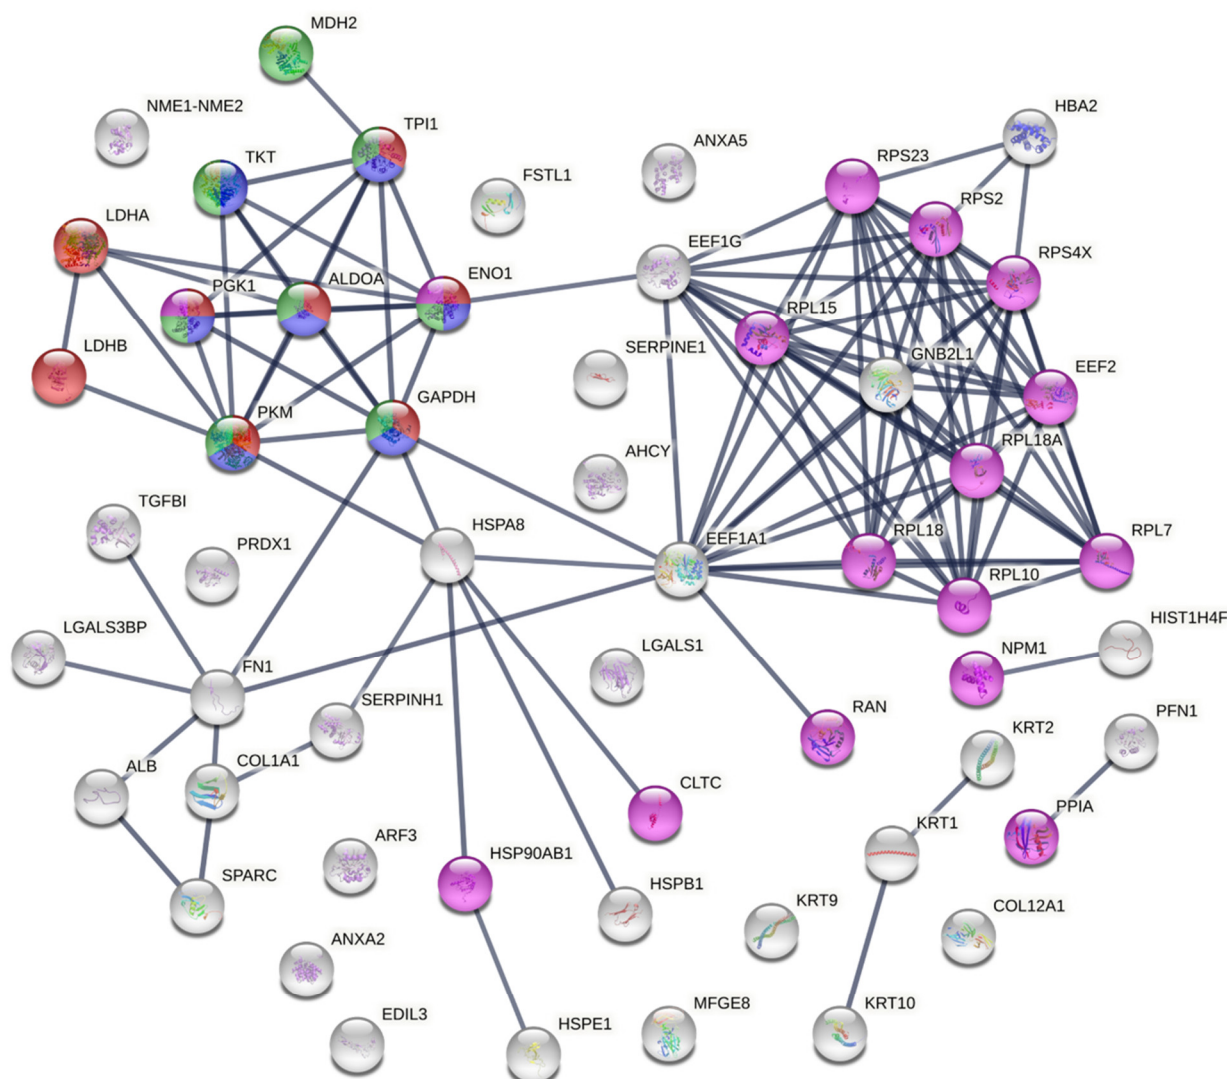 MDH2
NME1-NME2
HBA2
TPI1
ANXA5
TKT
RPS23
FSTL1
RPS2
LDHA
EEF1G
RPS4X
ENO1
PGK1
ALDOA
RPL15
LDHB
SERPINE1
GNB2L1
EEF2
GAPDH
PKM
RPL18A
AHCY
TGFBI
HSPA8
EEF1A1
RPL18
RPL7
PRDX1
RPL10
HIST1H4F
LGALS3BP
LGALS1
NPM1
FN1
SERPINH1
RAN
PFN1
KRT2
ALB
COL1A1
CLTC
PPIA
KRT1
ARF3
HSP90AB1
SPARC
HSPB1
KRT9
COL12A1
ANXA2
MFGE8
KRT10
EDIL3
HSPE1